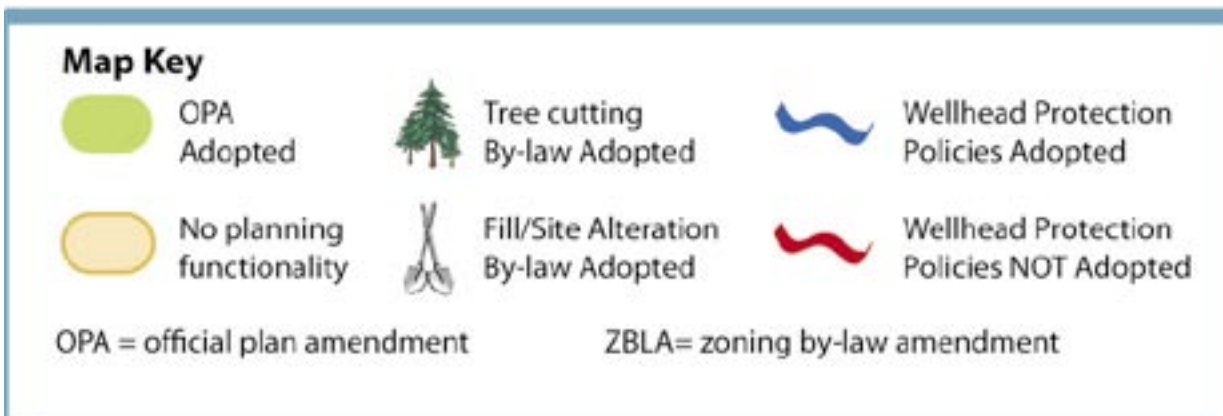 Map Key
OPA
Adopted
Tree cutting
By-law Adopted
Wellhead Protection
Policies Adopted
No planning
functionality
Fill/Site Alteration
By-law Adopted
Wellhead Protection
Policies NOT Adopted
OPA = official plan amendment
ZBLA= zoning by-law amendment